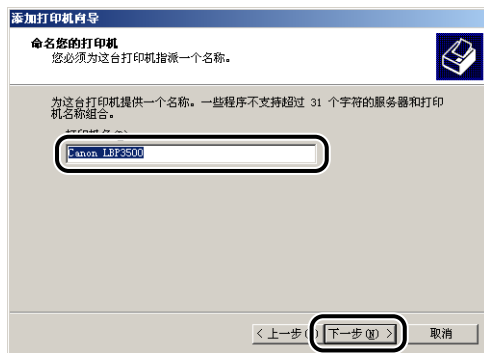 添加打印机向导
命名您的打印机
您必须为这台打印机指派一个名称。
为这台打印机提供一个名称。一些程序不支持超过 31 个字符的服务器和打印
机名称组合。
打印机名(P):
Canon LBP3500
< 上一步( 下一步(N) > 取消